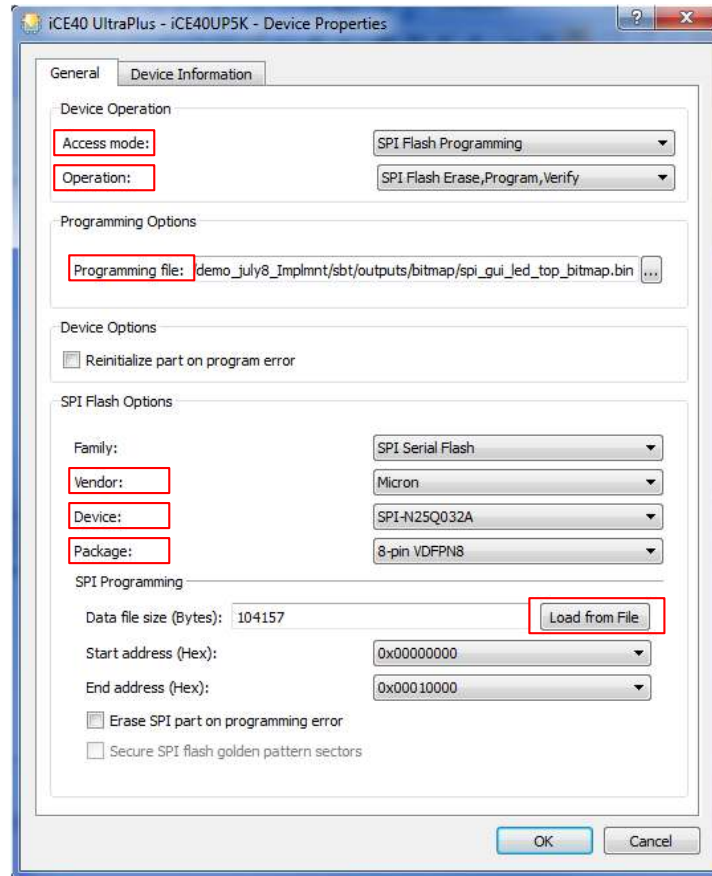 iCE40 UltraPlus - iCE40UP5K - Device Properties
General Device Information
Device Operation
Access mode: SPI Flash Programming
Operation: SPI Flash Erase,Program,Verify
Programming Options
Programming file: /demo_july8_Implmnt/sbt/outputs/bitmap/spi_gui_led_top_bitmap.bin ...
Device Options
Reinitialize part on program error
SPI Flash Options
Family: SPI Serial Flash
Vendor: Micron
Device: SPI-N25Q032A
Package: 8-pin VDFPN8
SPI Programming
Data file size (Bytes): 104157 Load from File
Start address (Hex): 0x00000000
End address (Hex): 0x00010000
Erase SPI part on programming error
Secure SPI flash golden pattern sectors
OK Cancel